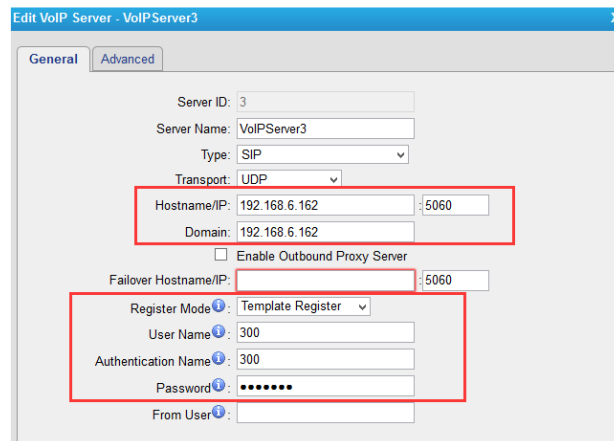 Edit VoIP Server - VoIPServer3
General Advanced
Server ID: 3
Server Name: VoIPServer3
Type: SIP
Transport: UDP
Hostname/IP: 192.168.6.162 :5060
Domain: 192.168.6.162
Enable Outbound Proxy Server
Failover Hostname/IP: :5060
Register Mode i : Template Register
User Name i : 300
Authentication Name i : 300
Password i : •••••••
From User i :